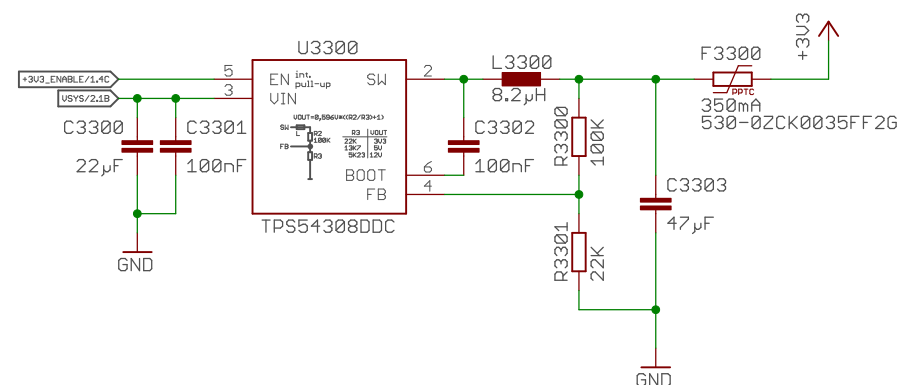 U3300
+3V3_ENABLE/1.4C
5
EN
int.
pull-up
SW
2
L3300
8.2µH
F3300
PPTC
350mA
530-0ZCK0035FF2G
+3V3
VSYS/2.1B
3
VIN
VOUT=0,596V*((R2/R3)+1)
SW
L
R2
100K
FB
R3
R3 VOUT
22K 3V3
13K7 5V
5K23 12V
C3300
22µF
C3301
100nF
C3302
100nF
BOOT
6
FB
4
TPS54308DDC
R3300
100K
R3301
22K
C3303
47µF
GND
GND